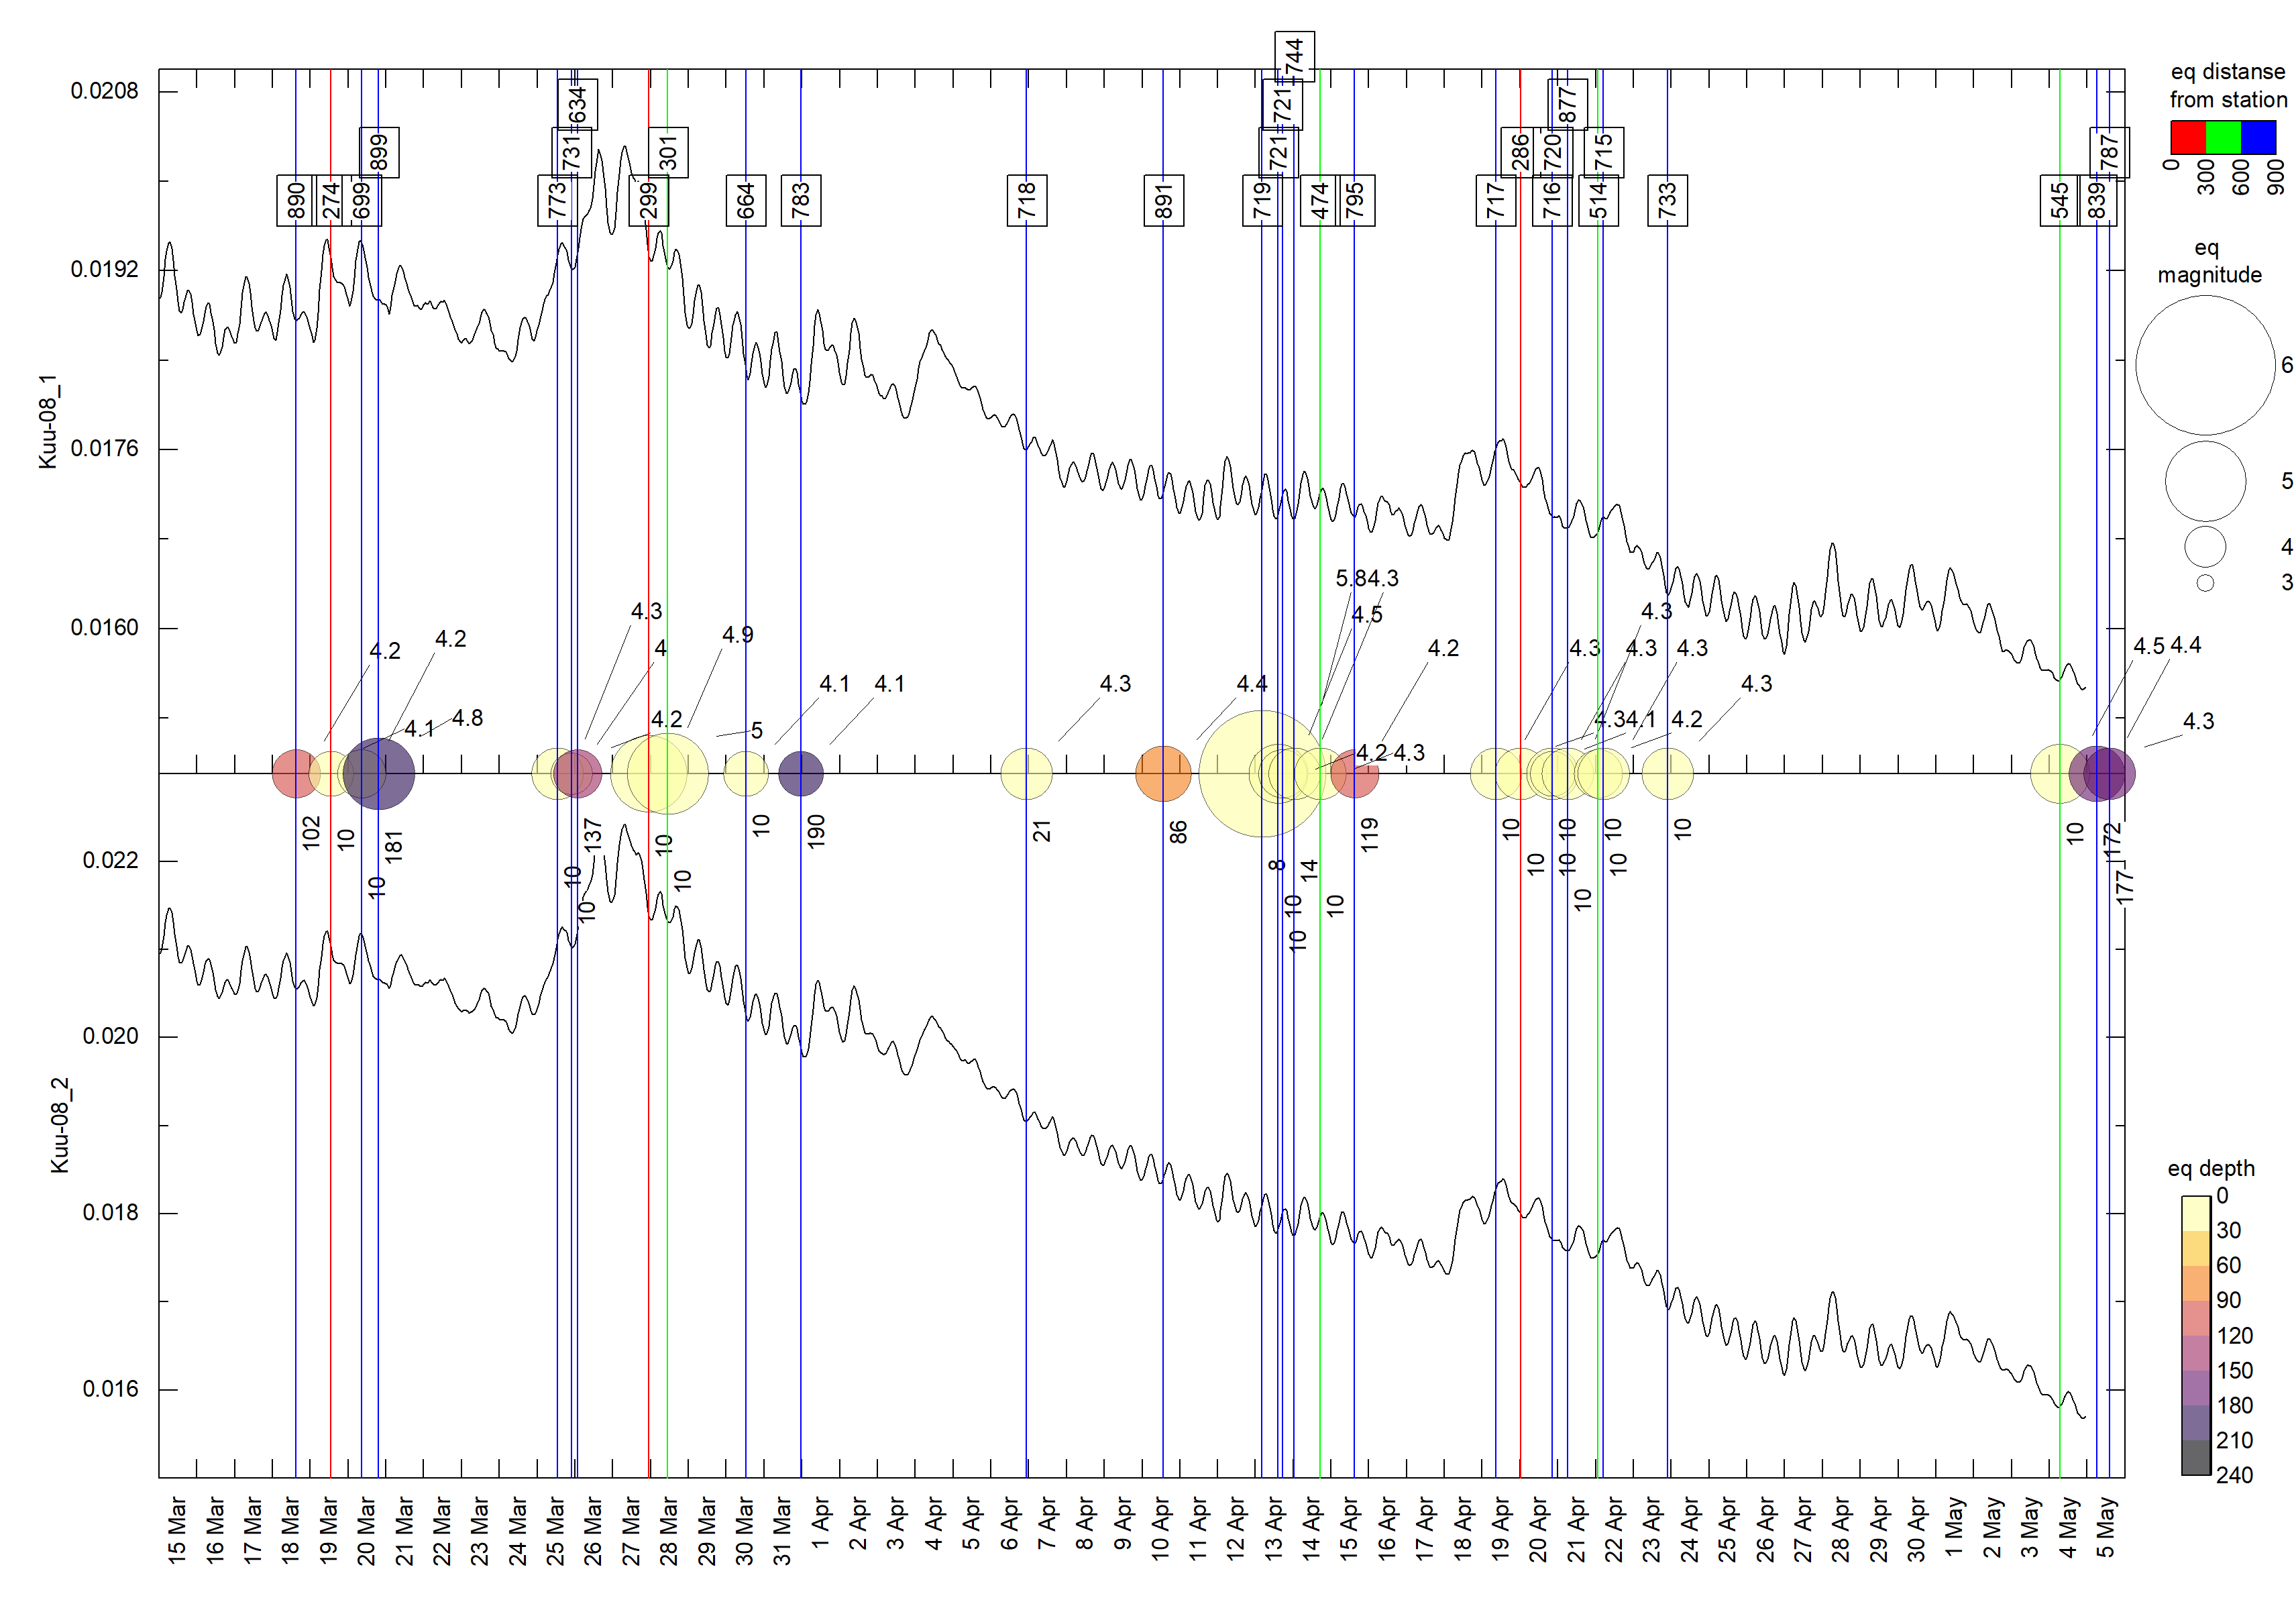 744
0.0208
634
721
877
eq distanse
from station
0
300
600
900
899
731
301
721
720
715
787
890
274
699
773
299
664
783
718
891
719
474
795
717
286
716
514
733
545
839
0.0192
0.0176
0.0160
Kuu-08_1
eq
magnitude
6
5
4
3
4.2
4.2
4.1
4.8
4.3
4
4.2
4.9
5
4.1
4.1
4.3
4.4
5.8
4.3
4.5
4.2
4.2
4.3
4.3
4.3
4.3
4.3
4.3
4.1
4.2
4.3
4.5
4.4
4.3
102
10
10
181
10
10
137
10
10
10
190
21
86
8
10
10
14
10
119
10
10
10
10
10
10
10
10
10
172
177
0.022
0.020
0.018
0.016
Kuu-08_2
eq depth
0
30
60
90
120
150
180
210
240
15 Mar
16 Mar
17 Mar
18 Mar
19 Mar
20 Mar
21 Mar
22 Mar
23 Mar
24 Mar
25 Mar
26 Mar
27 Mar
28 Mar
29 Mar
30 Mar
31 Mar
1 Apr
2 Apr
3 Apr
4 Apr
5 Apr
6 Apr
7 Apr
8 Apr
9 Apr
10 Apr
11 Apr
12 Apr
13 Apr
14 Apr
15 Apr
16 Apr
17 Apr
18 Apr
19 Apr
20 Apr
21 Apr
22 Apr
23 Apr
24 Apr
25 Apr
26 Apr
27 Apr
28 Apr
29 Apr
30 Apr
1 May
2 May
3 May
4 May
5 May